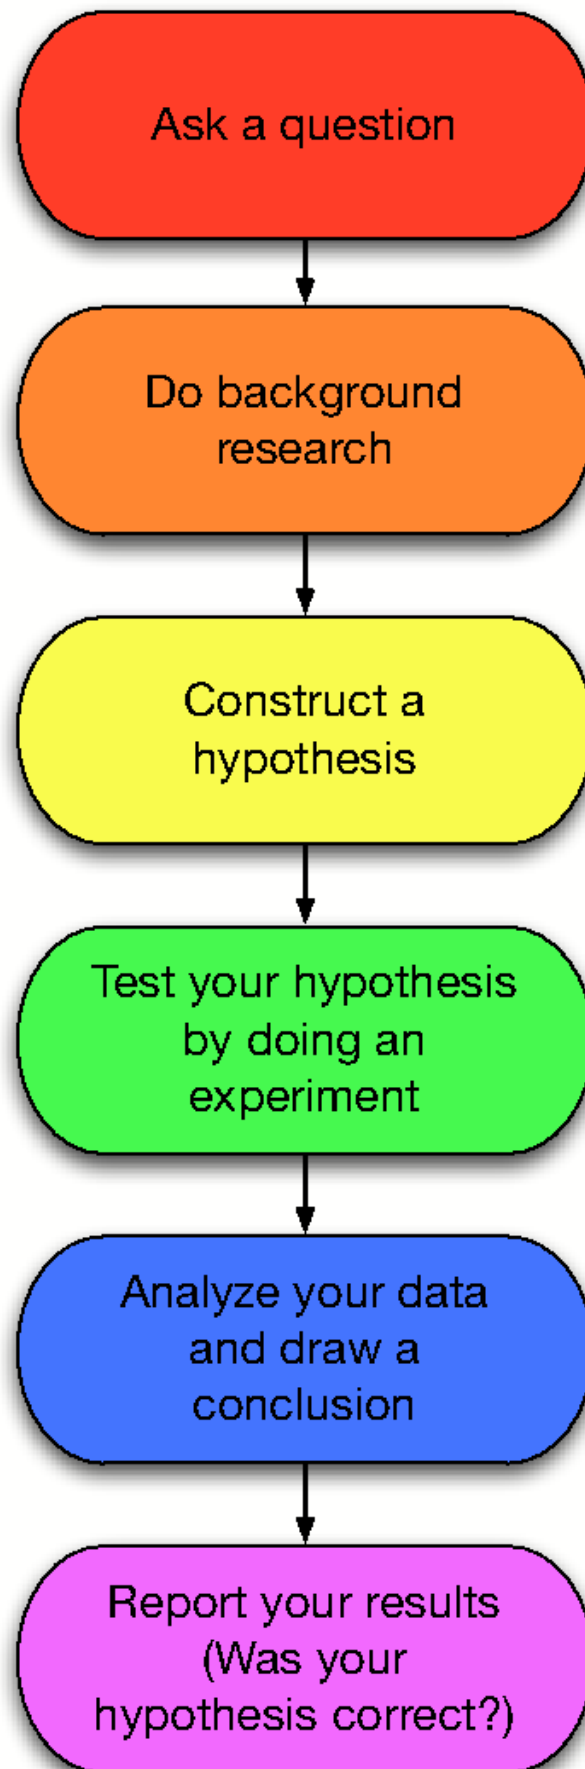 Ask a question
Do background
research
Construct a
hypothesis
Test your hypothesis
by doing an
experiment
Analyze your data
and draw a
conclusion
Report your results
(Was your
hypothesis correct?)